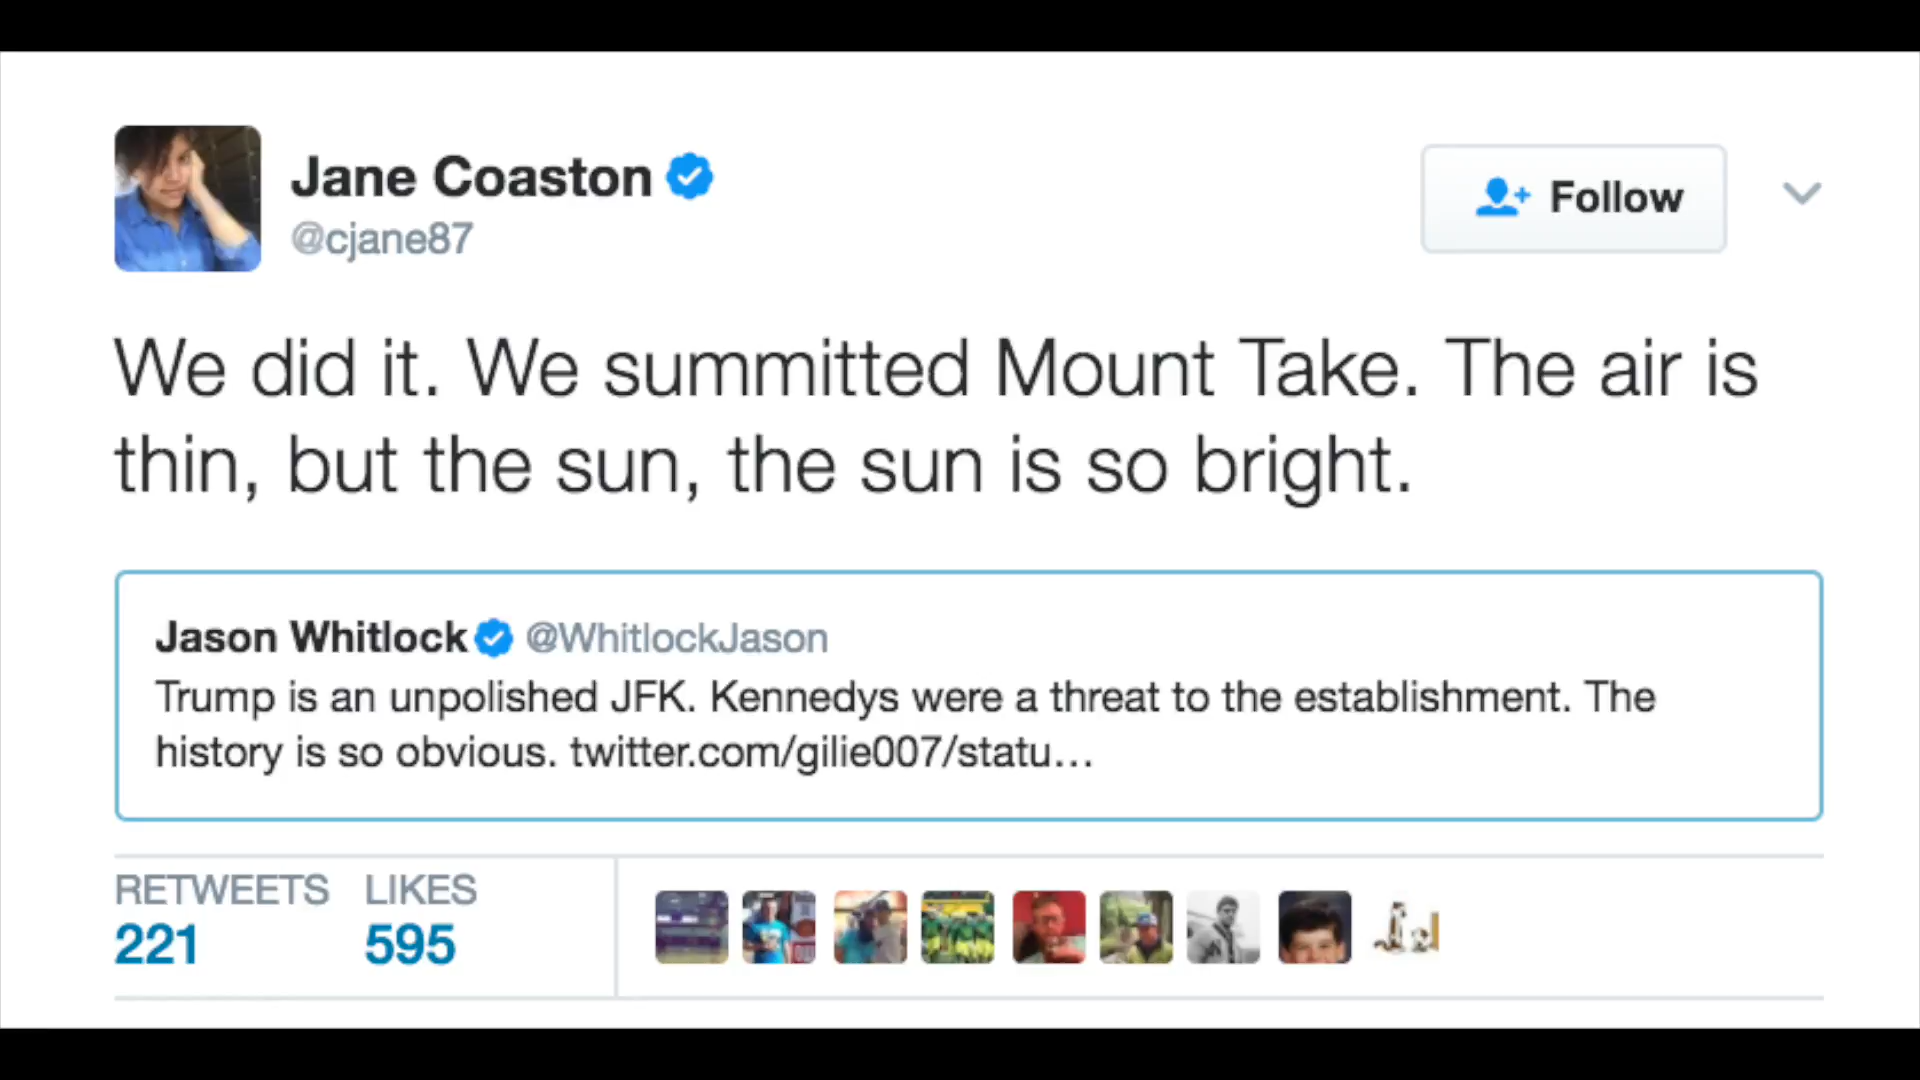 Jane Coaston
@cjane87
Follow
We did it. We summitted Mount Take. The air is
thin, but the sun, the sun is so bright.
Jason Whitlock @WhitlockJason
Trump is an unpolished JFK. Kennedys were a threat to the establishment. The
history is so obvious. twitter.com/gilie007/statu...
RETWEETS LIKES
221 595